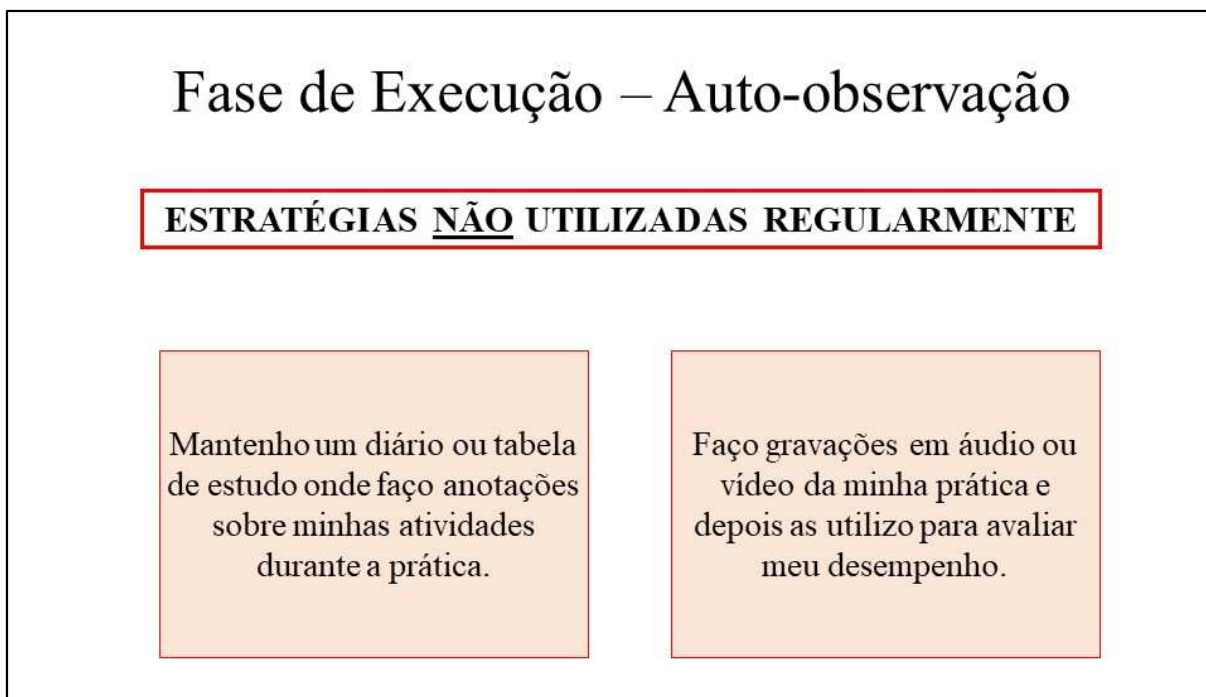 Fase de Execução – Auto-observação
ESTRATÉGIAS NÃO UTILIZADAS REGULARMENTE
Mantenho um diário ou tabela
de estudo onde faço anotações
sobre minhas atividades
durante a prática.
Faço gravações em áudio ou
vídeo da minha prática e
depois as utilizo para avaliar
meu desempenho.